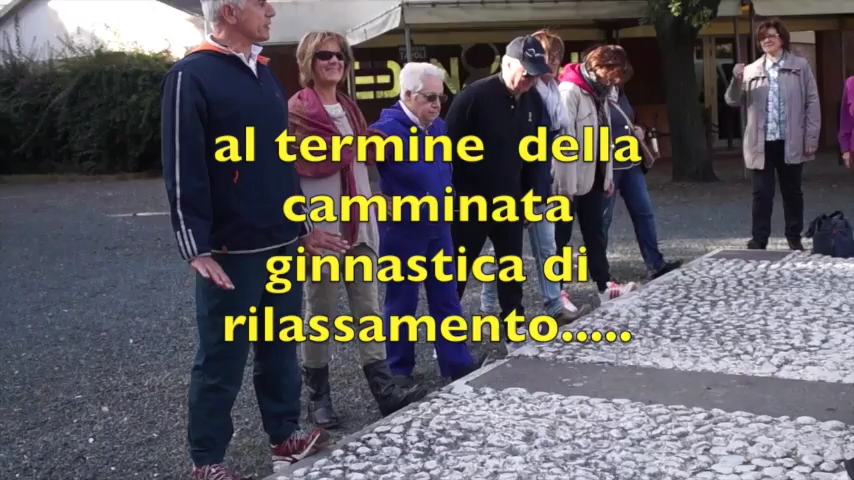 al termine della
camminata
ginnastica di
rilassamento.....